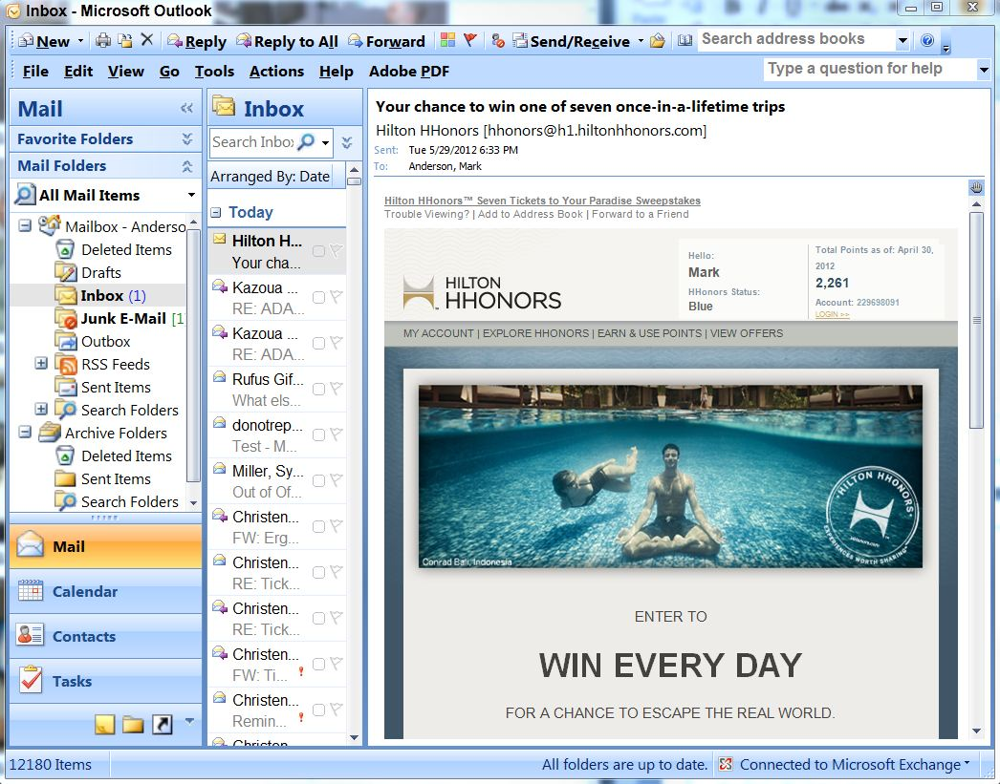 Inbox - Microsoft Outlook
New Reply Reply to All Forward Send/Receive Search address books
File Edit View Go Tools Actions Help Adobe PDF Type a question for help
Mail
Favorite Folders
Mail Folders
All Mail Items
Mailbox - Anderso
Deleted Items
Drafts
Inbox (1)
Junk E-Mail [1
Outbox
RSS Feeds
Sent Items
Search Folders
Archive Folders
Deleted Items
Sent Items
Search Folders
Mail
Calendar
Contacts
Tasks
Inbox
Search Inbo
Arranged By: Date
Today
Hilton H...
Your cha...
Kazoua ...
RE: ADA...
Kazoua ...
RE: ADA...
Rufus Gif...
What els...
donotrep...
Test - M...
Miller, Sy...
Out of Of...
Christen...
FW: Erg...
Christen...
RE: Tick...
Christen...
RE: Tick...
Christen...
FW: Ti...
Christen...
Remin...
Christen
Your chance to win one of seven once-in-a-lifetime trips
Hilton HHonors [hhonors@h1.hiltonhhonors.com]
Sent: Tue 5/29/2012 6:33 PM
To: Anderson, Mark
Hilton HHonors™ Seven Tickets to Your Paradise Sweepstakes
Trouble Viewing? | Add to Address Book | Forward to a Friend
HILTON
HHONORS
Hello:
Mark
HHonors Status:
Blue
Total Points as of: April 30,
2012
2,261
Account: 229698091
LOGIN >>
MY ACCOUNT | EXPLORE HHONORS | EARN & USE POINTS | VIEW OFFERS
HILTON HHONORS
hhonors.com
EXPERIENCES WORTH SHARING™
Conrad Bali, Indonesia
ENTER TO
WIN EVERY DAY
FOR A CHANCE TO ESCAPE THE REAL WORLD.
12180 Items All folders are up to date. Connected to Microsoft Exchange